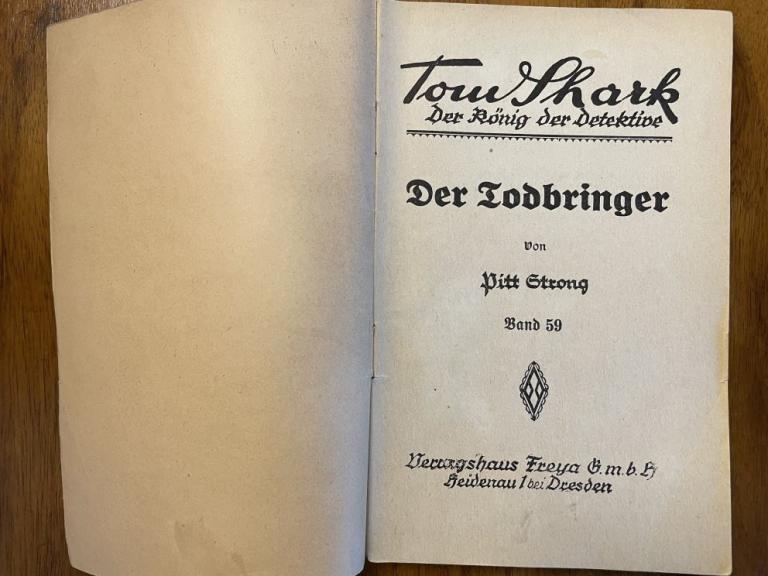 Tom Shark
Der König der Detektive
Der Todbringer
von
Pitt Strong
Band 59
Verlagshaus Freya G.m.b.H
Heidenau 1 bei Dresden